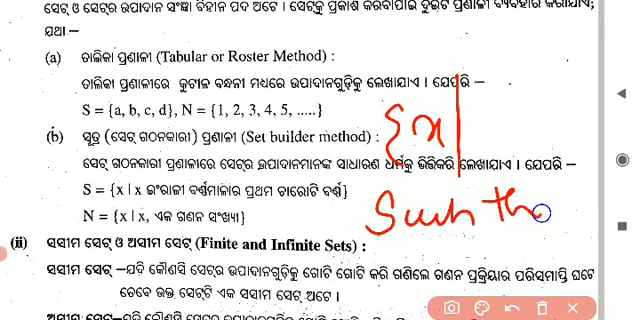 ସେଟ୍ ଓ ସେଟ୍‌ର ଉପାଦାନ ସଂଜ୍ଞା ବିହୀନ ପଦ ଅଟେ । ସେଟ୍‌କୁ ପ୍ରକାଶ କରିବାପାଇଁ ଦୁଇଟି ପ୍ରଣାଳୀ ବ୍ୟବହାର କରାଯାଏ;
ଯଥା —
(a) ତାଲିକା ପ୍ରଣାଳୀ (Tabular or Roster Method) :
ତାଲିକା ପ୍ରଣାଳୀରେ କୁଟୀଳ ବନ୍ଧନୀ ମଧ୍ୟରେ ଉପାଦାନଗୁଡ଼ିକୁ ଲେଖାଯାଏ । ଯେପରି –
S = {a, b, c, d}, N = {1, 2, 3, 4, 5, .....}
{x|
(b) ସୂତ୍ର (ସେଟ୍ ଗଠନକାରୀ) ପ୍ରଣାଳୀ (Set builder method) :
ସେଟ୍ ଗଠନକାରୀ ପ୍ରଣାଳୀରେ ସେଟ୍‌ର ଉପାଦାନମାନଙ୍କ ସାଧାରଣ ଧର୍ମକୁ ଭିତ୍ତିକରି ଲେଖାଯାଏ । ଯେପରି –
S = {x | x ଇଂରାଜୀ ବର୍ଣ୍ଣମାଳାର ପ୍ରଥମ ଚାରୋଟି ବର୍ଣ୍ଣ}
Such th
N = {x | x, ଏକ ଗଣନ ସଂଖ୍ୟା}
(ii) ସସୀମ ସେଟ୍ ଓ ଅସୀମ ସେଟ୍ (Finite and Infinite Sets) :
ସସୀମ ସେଟ୍ – ଯଦି କୌଣସି ସେଟ୍‌ର ଉପାଦାନଗୁଡ଼ିକୁ ଗୋଟି ଗୋଟି କରି ଗଣିଲେ ଗଣନ ପ୍ରକ୍ରିୟାର ପରିସମାପ୍ତି ଘଟେ
ତେବେ ଉକ୍ତ ସେଟ୍‌ଟି ଏକ ସସୀମ ସେଟ୍ ଅଟେ ।